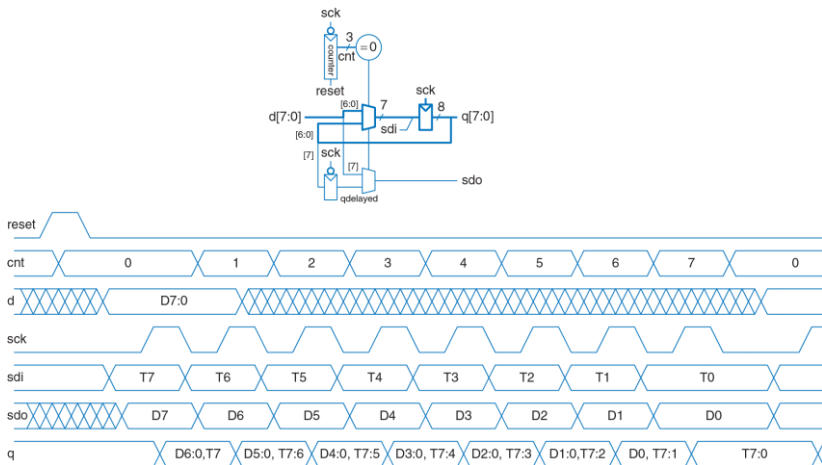 sck
3
=0
counter
cnt
reset
[6:0]
7
sck
8
d[7:0]
q[7:0]
sdi
[6:0]
[7]
sck
[7]
sdo
qdelayed
reset
cnt 0 1 2 3 4 5 6 7 0
d D7:0
sck
sdi T7 T6 T5 T4 T3 T2 T1 T0
sdo D7 D6 D5 D4 D3 D2 D1 D0
q D6:0,T7 D5:0, T7:6 D4:0, T7:5 D3:0, T7:4 D2:0, T7:3 D1:0,T7:2 D0, T7:1 T7:0